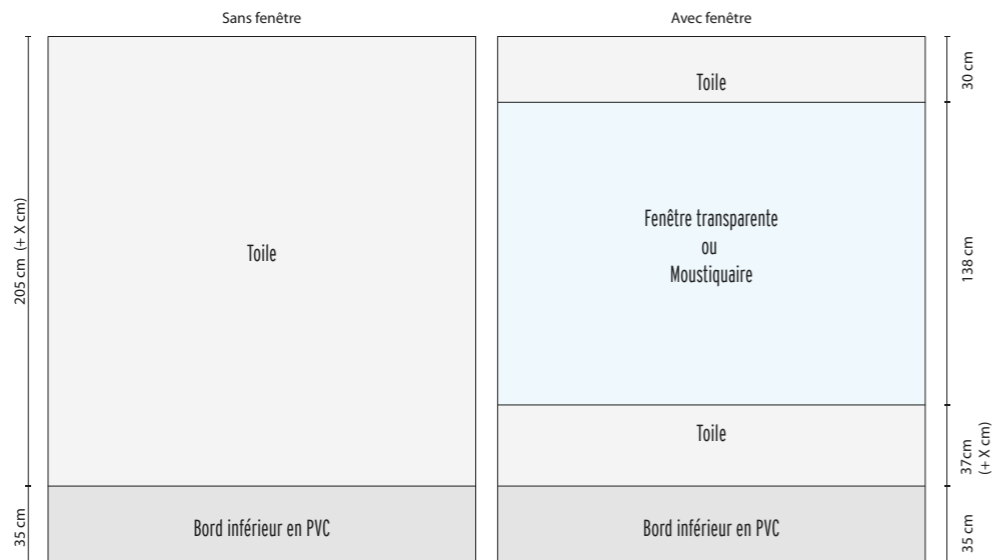 Sans fenêtre
Avec fenêtre
205 cm (+ X cm)
35 cm
Toile
Bord inférieur en PVC
Toile
Fenêtre transparente
ou
Moustiquaire
Toile
Bord inférieur en PVC
30 cm
138 cm
37cm
(+ X cm)
35 cm